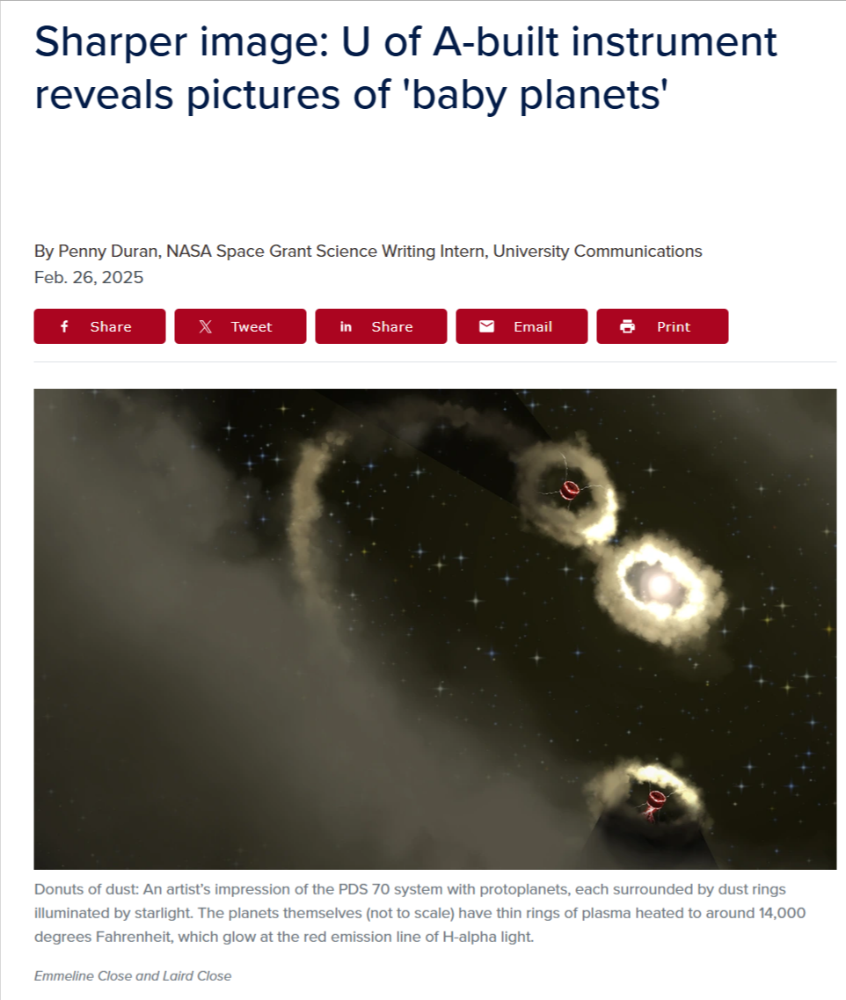 Sharper image: U of A-built instrument
reveals pictures of 'baby planets'
By Penny Duran, NASA Space Grant Science Writing Intern, University Communications
Feb. 26, 2025
Share
Tweet
Share
Email
Print
Donuts of dust: An artist's impression of the PDS 70 system with protoplanets, each surrounded by dust rings
illuminated by starlight. The planets themselves (not to scale) have thin rings of plasma heated to around 14,000
degrees Fahrenheit, which glow at the red emission line of H-alpha light.
Emmeline Close and Laird Close